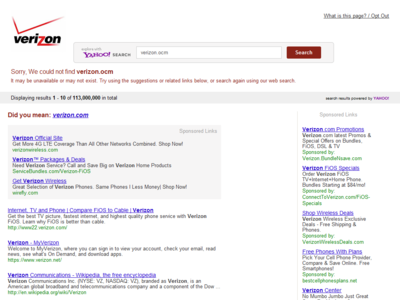 What is this page? / Opt Out
verizon
explore with
YAHOO! SEARCH
verizon.ocm
Search
Sorry, We could not find verizon.ocm
It may be unavailable or may not exist. Try using the suggestions or related links below, or search again using our web search.
Displaying results 1 - 10 of 113,000,000 in total
search results powered by YAHOO!
Did you mean: verizon.com
Sponsored Links
Verizon Official Site
Get More 4G LTE Coverage Than All Other Networks Combined. Shop Now!
verizonwireless.com
Verizon™ Packages & Deals
Need Verizon Service? Call and Save Big on Verizon Home Products
ServiceBundles.com/Verizon-FiOS
Get Verizon Wireless
Great Selection of Verizon Phones. Same Phones | Less Money| Shop Now!
wirefly.com
Internet, TV and Phone | Compare FiOS to Cable | Verizon
Get the best TV picture, fastest internet, and highest quality phone service with Verizon
FiOS. Learn why FiOS is better than cable.
http://www22.verizon.com/
Verizon - MyVerizon
Welcome to MyVerizon, where you can sign in to view your account, check your email, read
news, see what's On Demand, and download apps.
https://www.verizon.net/
Verizon Communications - Wikipedia, the free encyclopedia
Verizon Communications Inc. (NYSE: VZ, NASDAQ: VZ), branded as Verizon, is an
American global broadband and telecommunications company and a component of the Dow...
http://en.wikipedia.org/wiki/Verizon
Sponsored Links
Verizon.com Promotions
Verizon.com latest Promos &
Special Offers on Bundles,
FiOS, DSL & TV
Sponsored by:
Verizon.BundleNsave.com
Verizon FiOS Specials
Order Verizon FiOS
TV+Internet+Home Phone.
Bundles Starting at $84/mo!
Sponsored by:
ConnectToVerizon.com/FiOS-
Specials
Shop Verizon Deals
Verizon Wireless Exclusive
Deals - Free Shipping &
Phones.
Sponsored by:
VerizonWirelessDeals.com
Free Phones With Plans
Pick Your Cell Phone Provider,
Compare & Save Online. Free
Smartphones!
Sponsored by:
bestcellphonesplans.net
Verizon Center
No Mumbo Jumbo Just Great